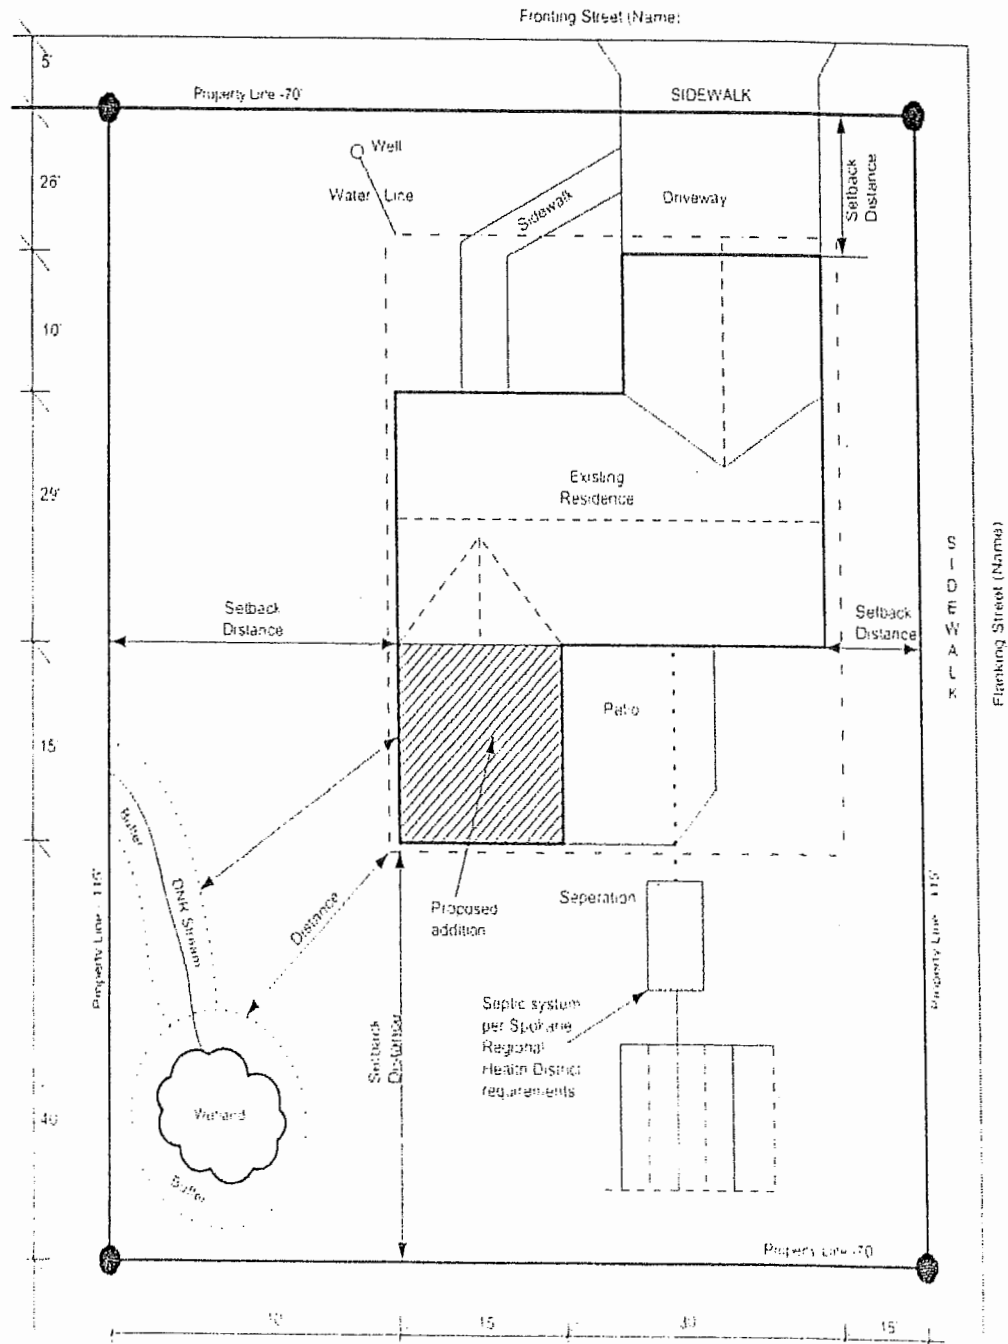 Fronting Street (Name)
5'
Property Line -70'
SIDEWALK
Well
26'
Water Line
Sidewalk
Driveway
Setback
Distance
10'
Existing
Residence
29'
Setback
Distance
Setback
Distance
SIDEWALK
Flanking Street (Name)
Patio
15'
Buffer
DNR Stream
Distance
Proposed
addition
Seperation
Property Line - 115'
Property Line - 115'
Septic system
per Spokane
Regional
Health District
requirements
Setback
Distance
Wetland
40'
Buffer
Property Line -70
10'
15'
30'
15'